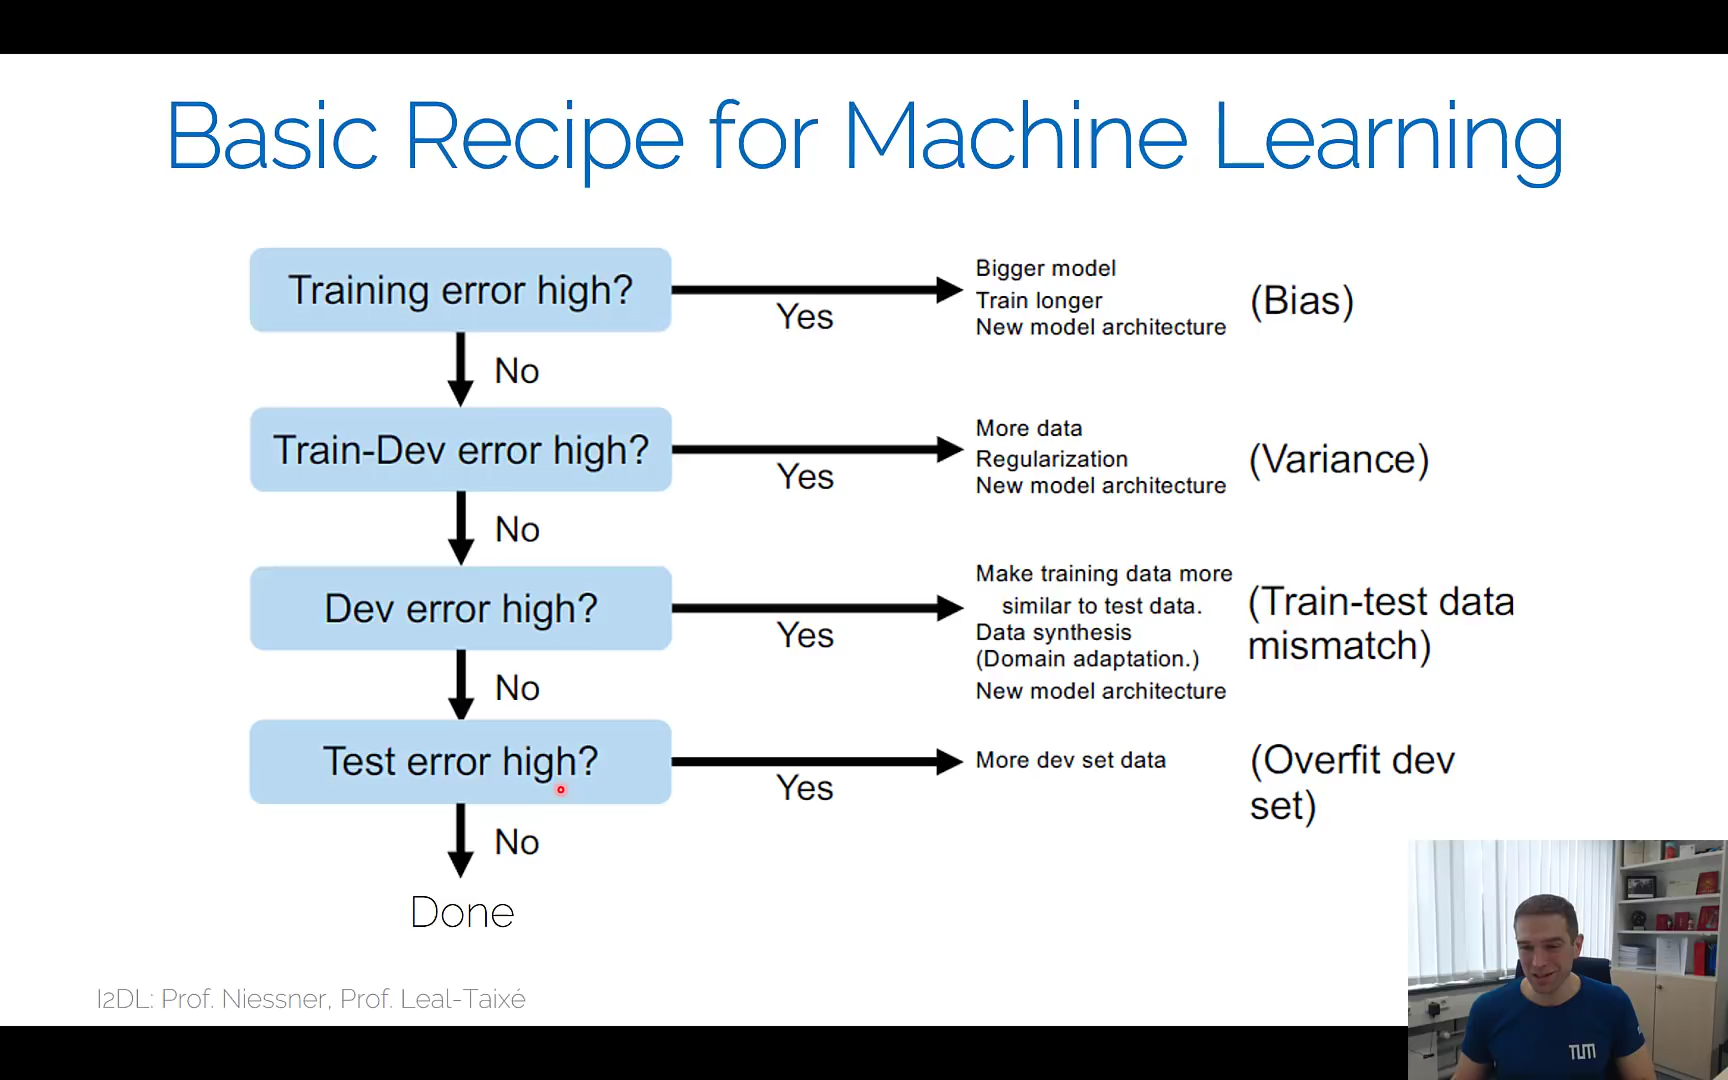 Basic Recipe for Machine Learning
Training error high?
Yes
Bigger model
Train longer
New model architecture
(Bias)
No
Train-Dev error high?
Yes
More data
Regularization
New model architecture
(Variance)
No
Dev error high?
Yes
Make training data more
similar to test data.
Data synthesis
(Domain adaptation.)
New model architecture
(Train-test data
mismatch)
No
Test error high?
Yes
More dev set data
(Overfit dev
set)
No
Done
I2DL: Prof. Niessner, Prof. Leal-Taixé
TUM